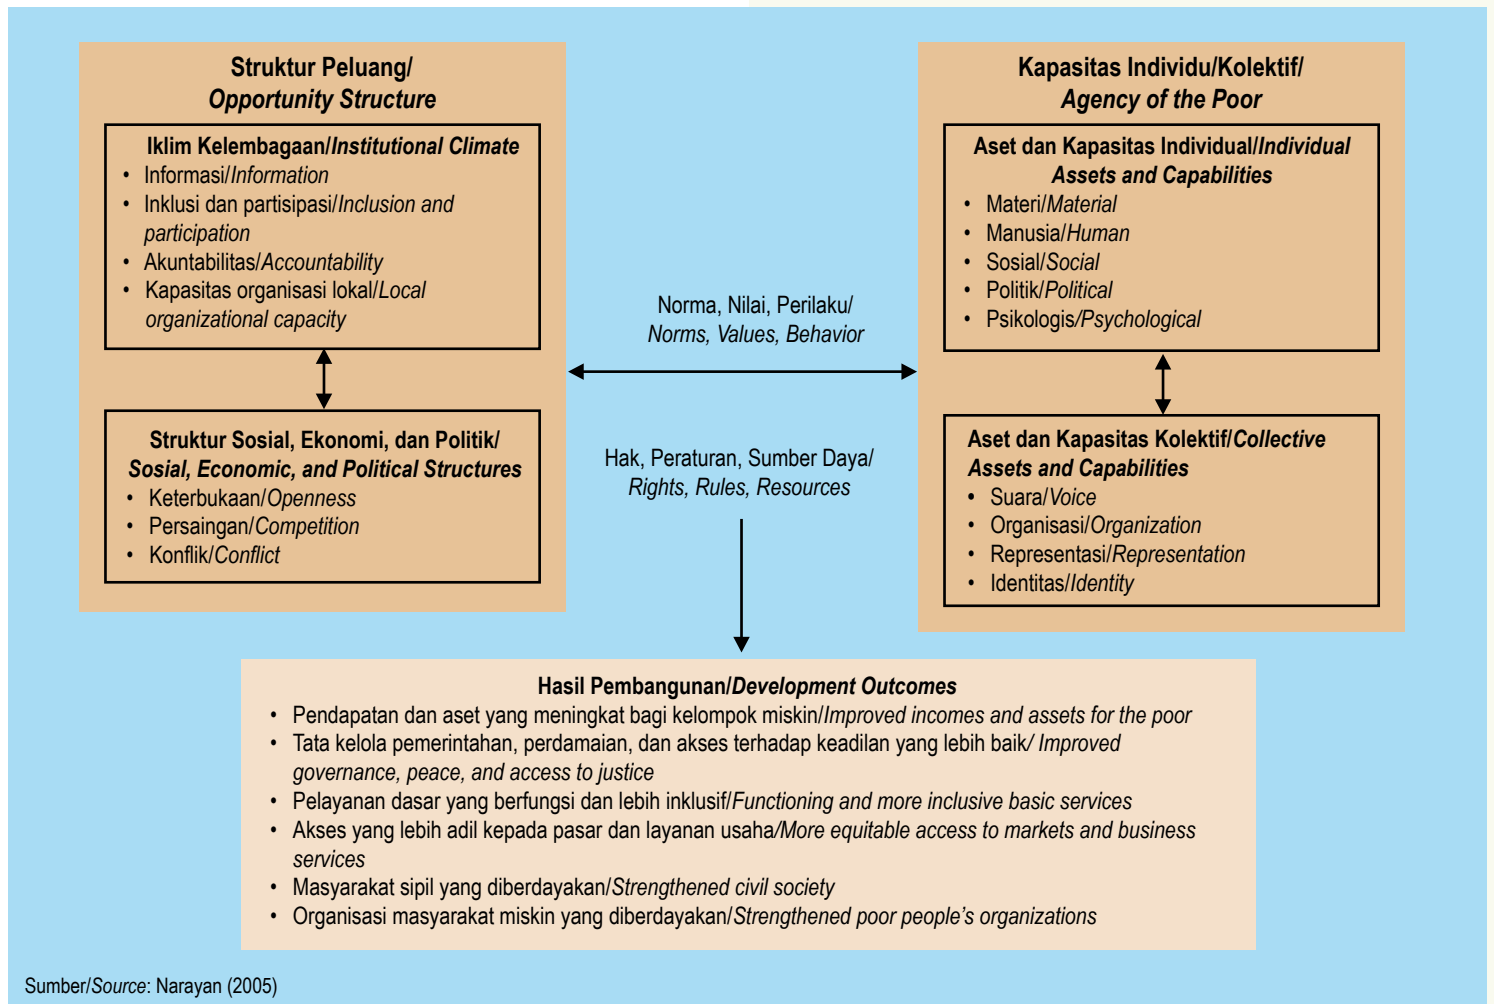 Struktur Peluang/
Opportunity Structure
Iklim Kelembagaan/Institutional Climate
• Informasi/Information
• Inklusi dan partisipasi/Inclusion and
participation
• Akuntabilitas/Accountability
• Kapasitas organisasi lokal/Local
organizational capacity
Struktur Sosial, Ekonomi, dan Politik/
Sosial, Economic, and Political Structures
• Keterbukaan/Openness
• Persaingan/Competition
• Konflik/Conflict
Norma, Nilai, Perilaku/
Norms, Values, Behavior
Hak, Peraturan, Sumber Daya/
Rights, Rules, Resources
Kapasitas Individu/Kolektif/
Agency of the Poor
Aset dan Kapasitas Individual/Individual
Assets and Capabilities
• Materi/Material
• Manusia/Human
• Sosial/Social
• Politik/Political
• Psikologis/Psychological
Aset dan Kapasitas Kolektif/Collective
Assets and Capabilities
• Suara/Voice
• Organisasi/Organization
• Representasi/Representation
• Identitas/Identity
Hasil Pembangunan/Development Outcomes
• Pendapatan dan aset yang meningkat bagi kelompok miskin/Improved incomes and assets for the poor
• Tata kelola pemerintahan, perdamaian, dan akses terhadap keadilan yang lebih baik/ Improved
governance, peace, and access to justice
• Pelayanan dasar yang berfungsi dan lebih inklusif/Functioning and more inclusive basic services
• Akses yang lebih adil kepada pasar dan layanan usaha/More equitable access to markets and business
services
• Masyarakat sipil yang diberdayakan/Strengthened civil society
• Organisasi masyarakat miskin yang diberdayakan/Strengthened poor people's organizations
Sumber/Source: Narayan (2005)